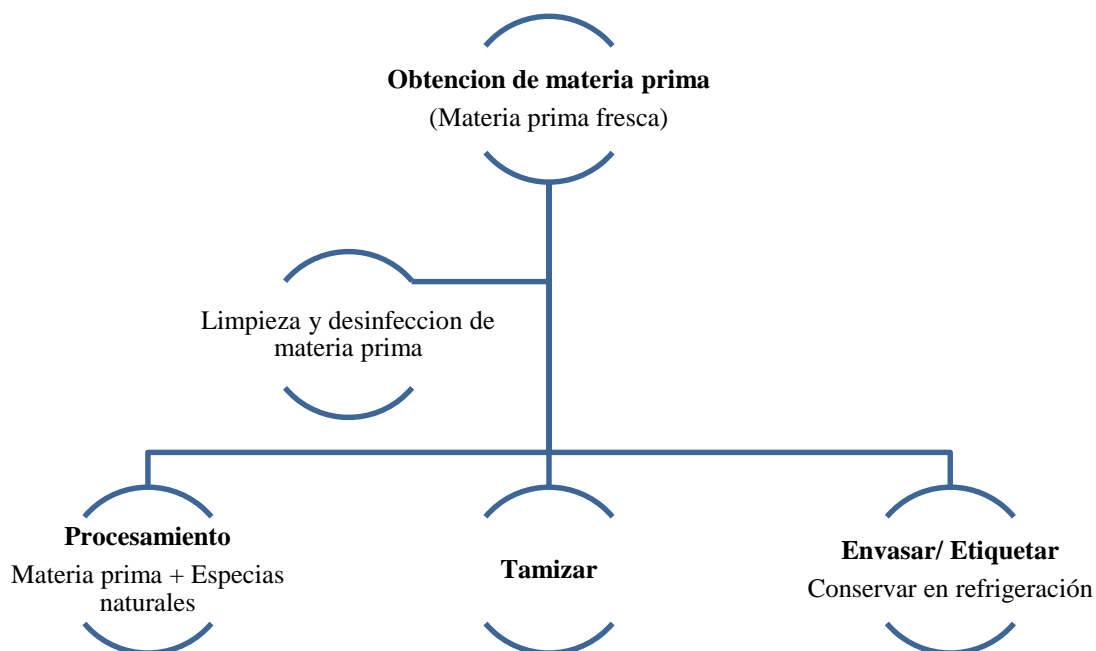 Obtencion de materia prima
(Materia prima fresca)
Limpieza y desinfeccion de
materia prima
Procesamiento
Materia prima + Especias
naturales
Tamizar
Envasar/ Etiquetar
Conservar en refrigeración